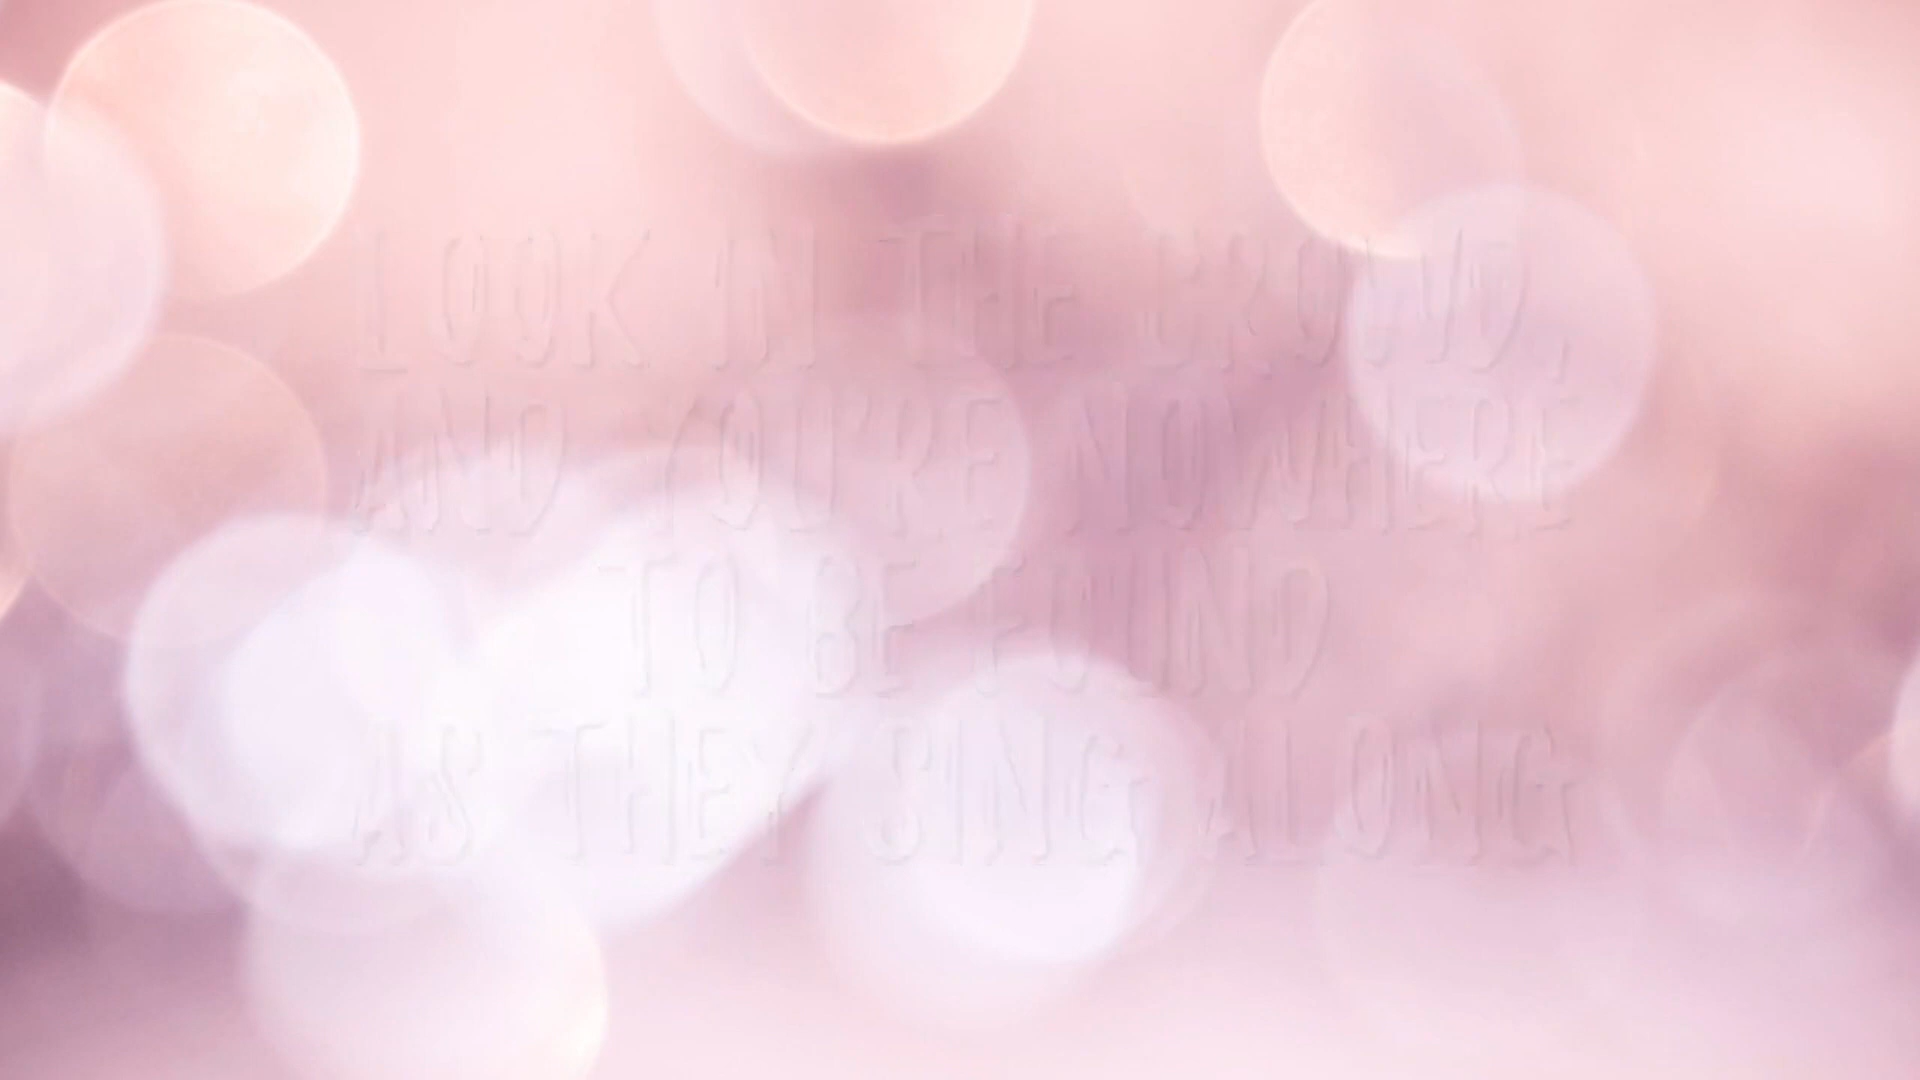 LOOK IN THE CROWD,
AND YOU'RE NOWHERE
TO BE FOUND
AS THEY SING ALONG